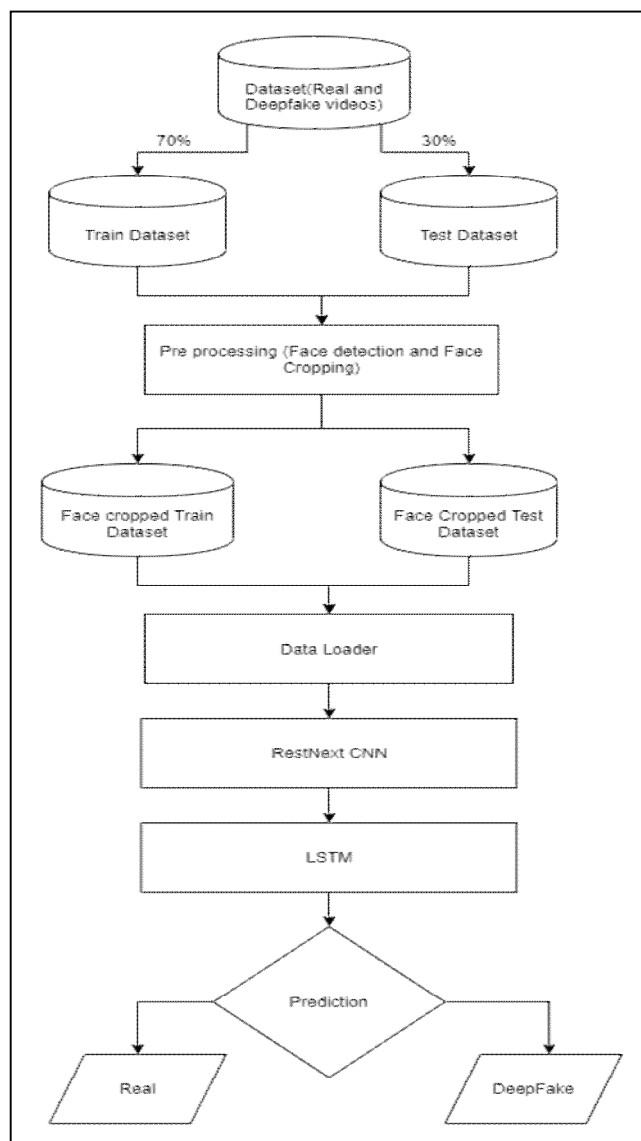 Dataset(Real and
Deepfake videos)
70%
30%
Train Dataset
Test Dataset
Pre processing (Face detection and Face
Cropping)
Face cropped Train
Dataset
Face Cropped Test
Dataset
Data Loader
RestNext CNN
LSTM
Prediction
Real
DeepFake